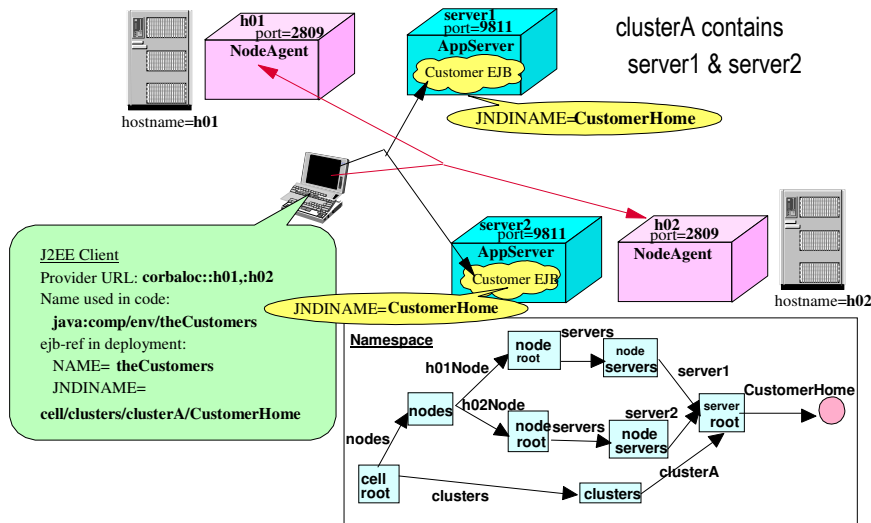 h01
port=2809
NodeAgent
hostname=h01
server1
port=9811
AppServer
Customer EJB
JNDINAME=CustomerHome
clusterA contains
server1 & server2
server2
port=9811
AppServer
Customer EJB
JNDINAME=CustomerHome
h02
port=2809
NodeAgent
hostname=h02
J2EE Client
Provider URL: corbaloc::h01,:h02
Name used in code:
java:comp/env/theCustomers
ejb-ref in deployment:
NAME= theCustomers
JNDINAME=
cell/clusters/clusterA/CustomerHome
Namespace
cell
root
nodes
nodes
h01Node
node
root
servers
node
servers
server1
h02Node
node
root
servers
node
servers
server2
server
root
CustomerHome
clusters
clusters
clusterA